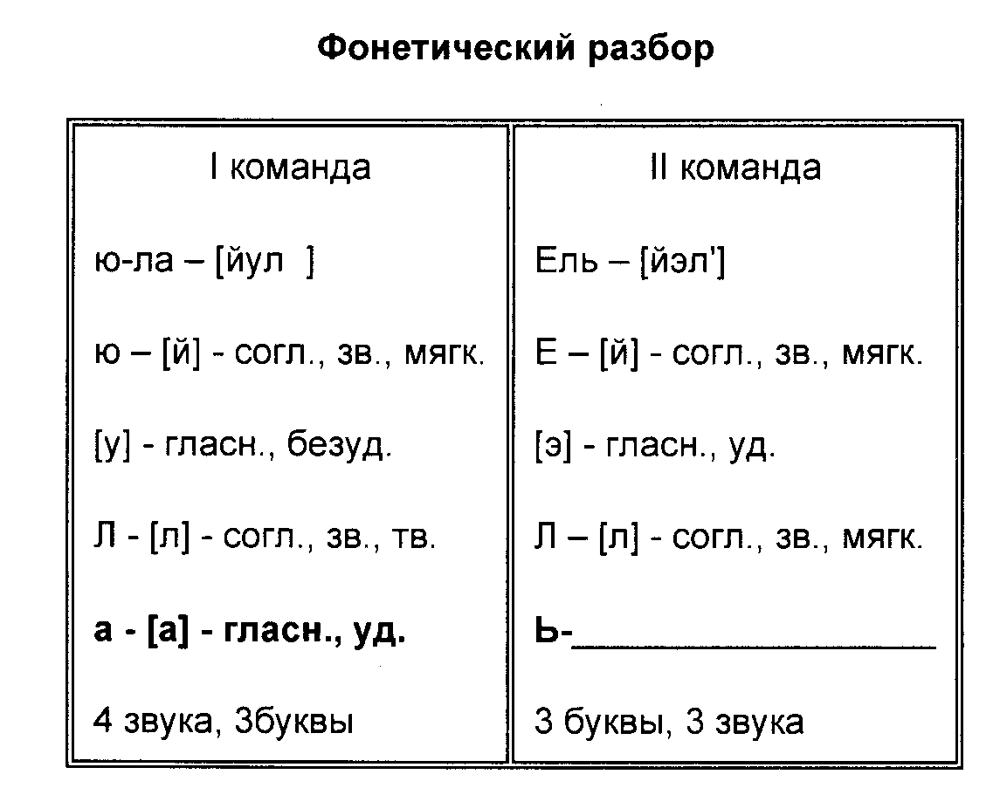 Фонетический разбор
I команда
ю-ла – [йул ]
ю – [й] - согл., зв., мягк.
[у] - гласн., безуд.
Л - [л] - согл., зв., тв.
а - [а] - гласн., уд.
4 звука, 3буквы
II команда
Ель – [йэл']
Е – [й] - согл., зв., мягк.
[э] - гласн., уд.
Л – [л] - согл., зв., мягк.
Ь-___________________
3 буквы, 3 звука